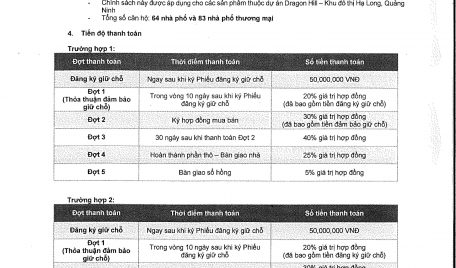 - Chính sách này được áp dụng cho các sản phẩm thuộc dự án Dragon Hill – Khu đô thị Hạ Long, Quảng
Ninh
- Tổng số căn hộ: 64 nhà phố và 83 nhà phố thương mại
4. Tiến độ thanh toán
Trường hợp 1:
Đợt thanh toán Thời điểm thanh toán Số tiền thanh toán
Đăng ký giữ chỗ Ngay sau khi ký Phiếu đăng ký giữ chỗ 50,000,000 VNĐ
Đợt 1
(Thỏa thuận đảm bảo
giữ chỗ)
Trong vòng 10 ngày sau khi ký Phiếu
đăng ký giữ chỗ
20% giá trị hợp đồng
(đã bao gồm tiền đăng ký giữ chỗ)
Đợt 2 Ký hợp đồng mua bán
30% giá trị hợp đồng
(đã bao gồm tiền đảm bảo giữ chỗ)
Đợt 3 30 ngày sau khi thanh toán Đợt 2 40% giá trị hợp đồng
Đợt 4 Hoàn thành phần thô – Bàn giao nhà 25% giá trị hợp đồng
Đợt 5 Bàn giao sổ hồng 5% giá trị hợp đồng
Trường hợp 2:
Đợt thanh toán Thời điểm thanh toán Số tiền thanh toán
Đăng ký giữ chỗ Ngay sau khi ký Phiếu đăng ký giữ chỗ 50,000,000 VNĐ
Đợt 1
(Thỏa thuận đảm bảo
giữ chỗ)
Trong vòng 10 ngày sau khi ký Phiếu
đăng ký giữ chỗ
20% giá trị hợp đồng
(đã bao gồm tiền đăng ký giữ chỗ)